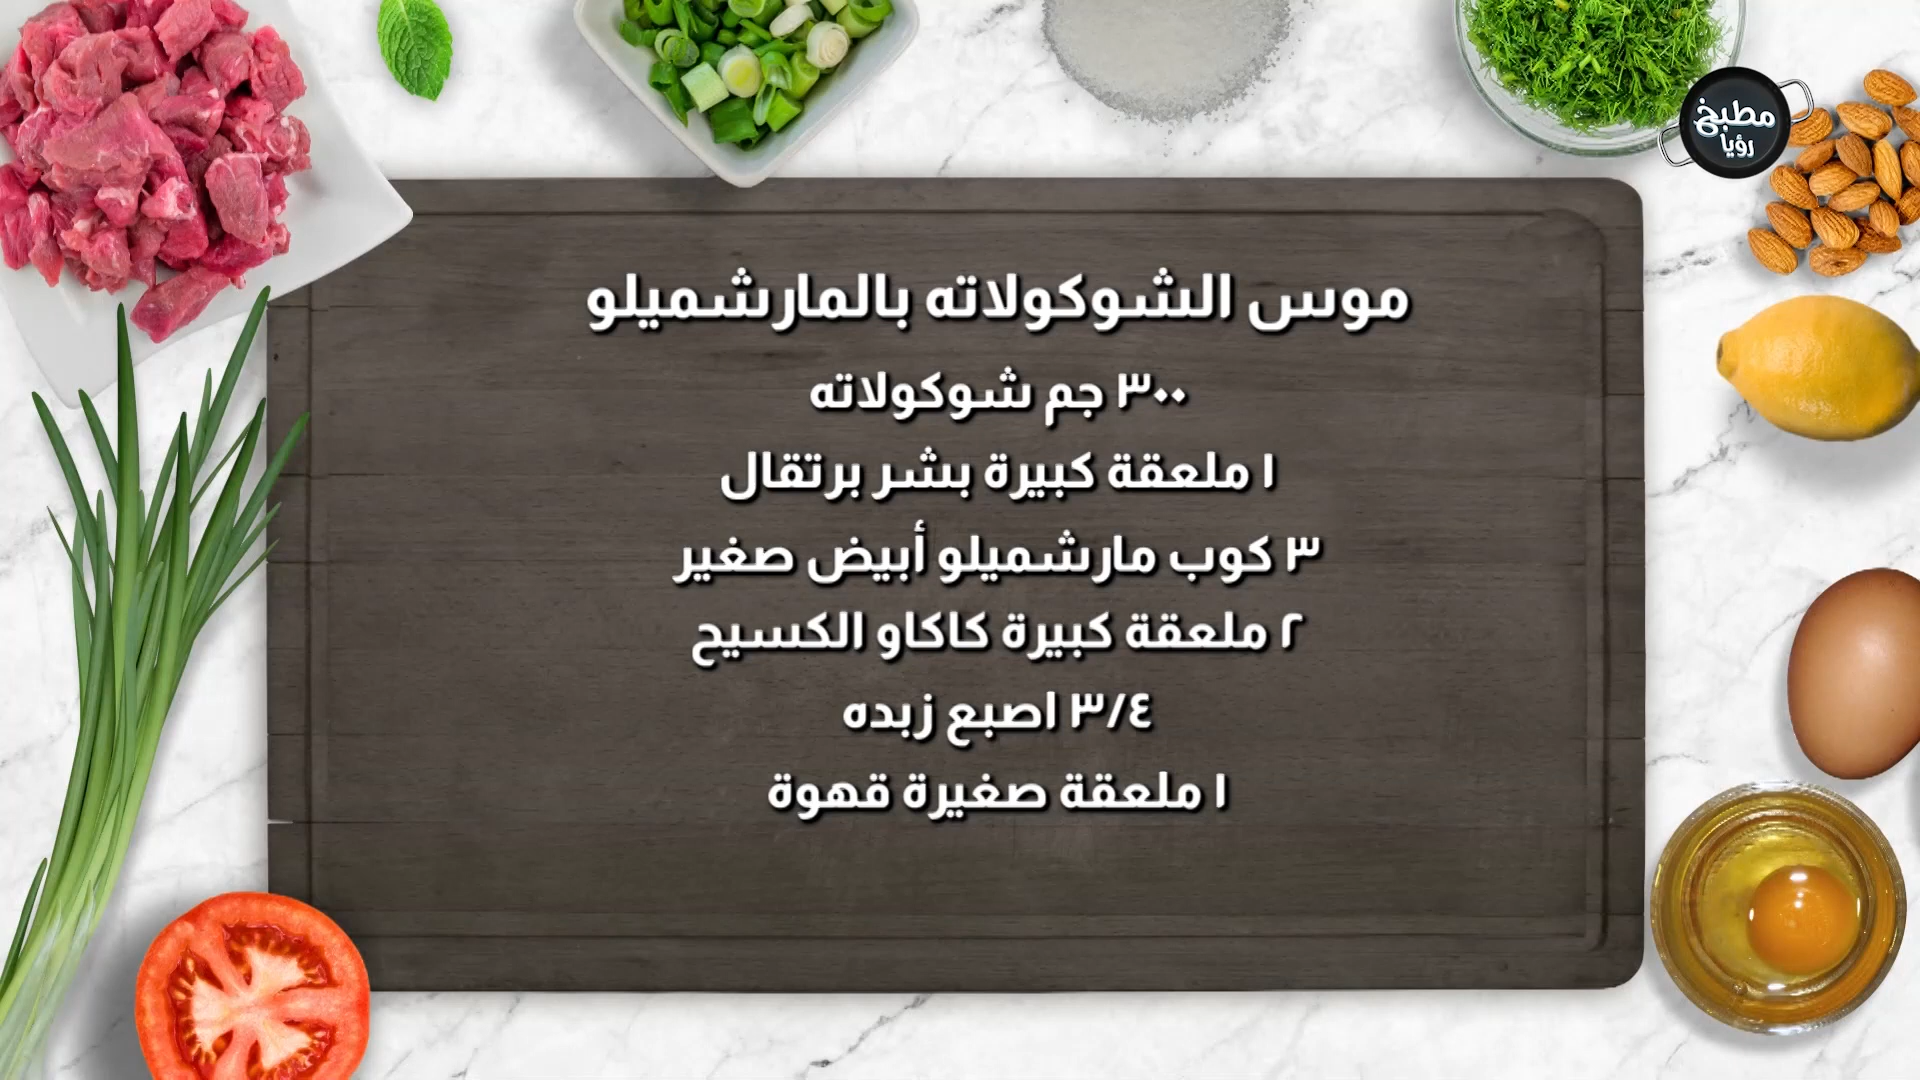 مطبخ
رؤيا
موس الشوكولاته بالمارشميلو
٣٠٠ جم شوكولاته
١ ملعقة كبيرة بشر برتقال
٣ كوب مارشميلو أبيض صغير
٢ ملعقة كبيرة كاكاو الكسيح
٣/٤ اصبع زبده
١ ملعقة صغيرة قهوة